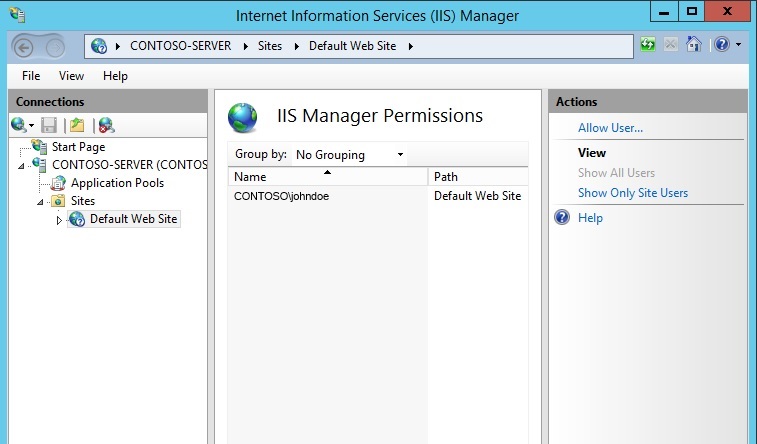 Internet Information Services (IIS) Manager
CONTOSO-SERVER Sites Default Web Site
File View Help
Connections
Start Page
CONTOSO-SERVER (CONTOS
Application Pools
Sites
Default Web Site
IIS Manager Permissions
Group by: No Grouping
Name Path
CONTOSO\johndoe Default Web Site
Actions
Allow User...
View
Show All Users
Show Only Site Users
Help